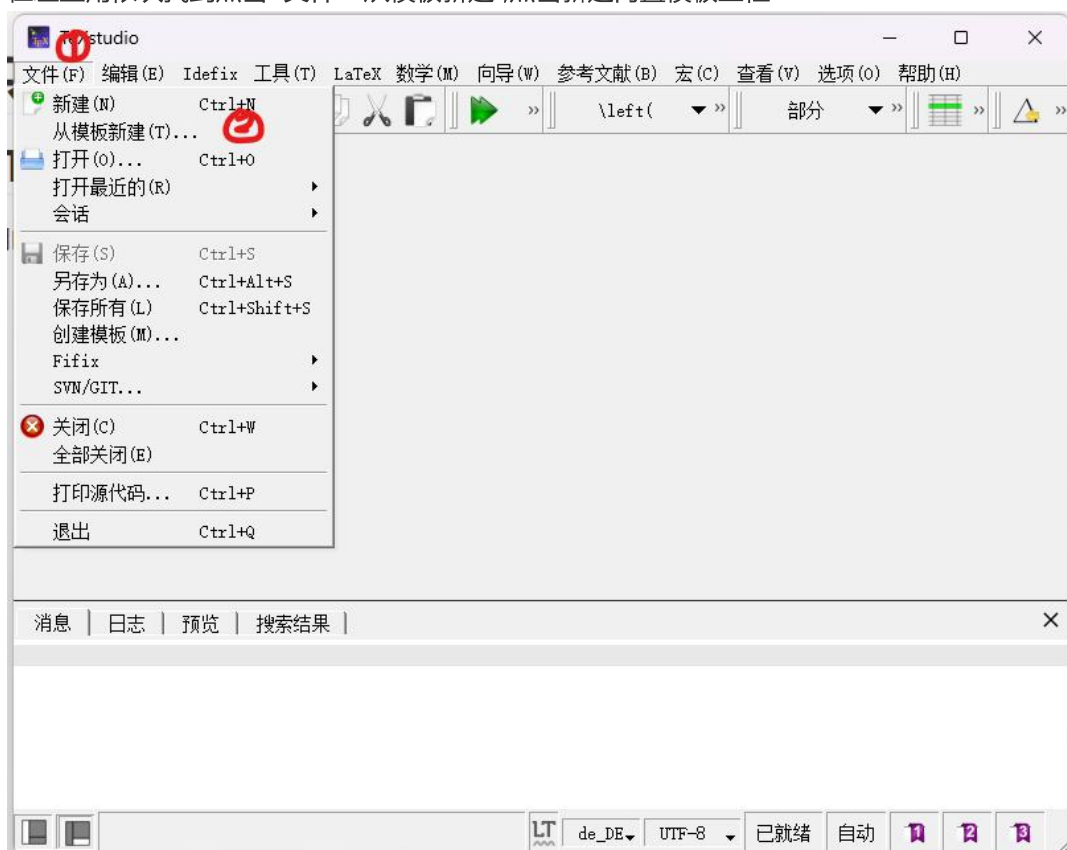 TeXstudio
文件(F) 编辑(E) Idefix 工具(T) LaTeX 数学(M) 向导(W) 参考文献(B) 宏(C) 查看(V) 选项(O) 帮助(H)
新建(N) Ctrl+N
\left( 部分
从模板新建(T)...
打开(O)... Ctrl+O
打开最近的(R)
会话
保存(S) Ctrl+S
另存为(A)... Ctrl+Alt+S
保存所有(L) Ctrl+Shift+S
创建模板(M)...
Fifix
SVN/GIT...
关闭(C) Ctrl+W
全部关闭(E)
打印源代码... Ctrl+P
退出 Ctrl+Q
消息 日志 预览 搜索结果
LT de_DE UTF-8 已就绪 自动 1 2 3